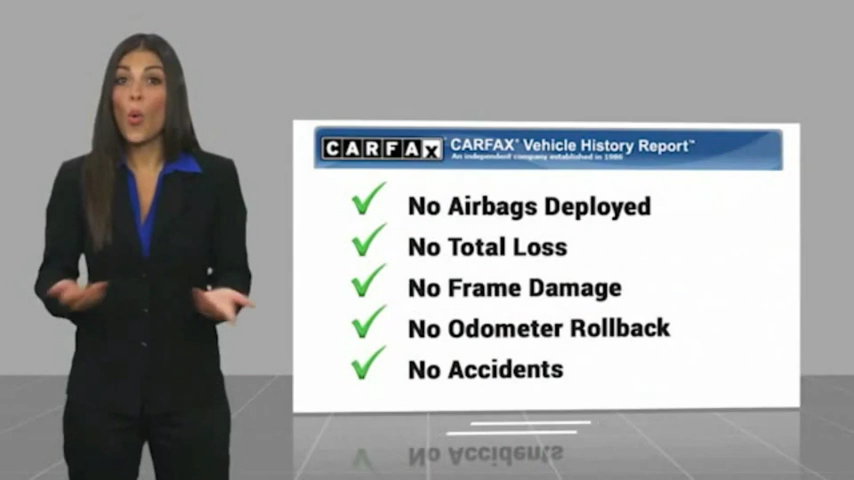 CARFAX CARFAX® Vehicle History Report™
An independent company established in 1986
No Airbags Deployed
No Total Loss
No Frame Damage
No Odometer Rollback
No Accidents
No Accidents